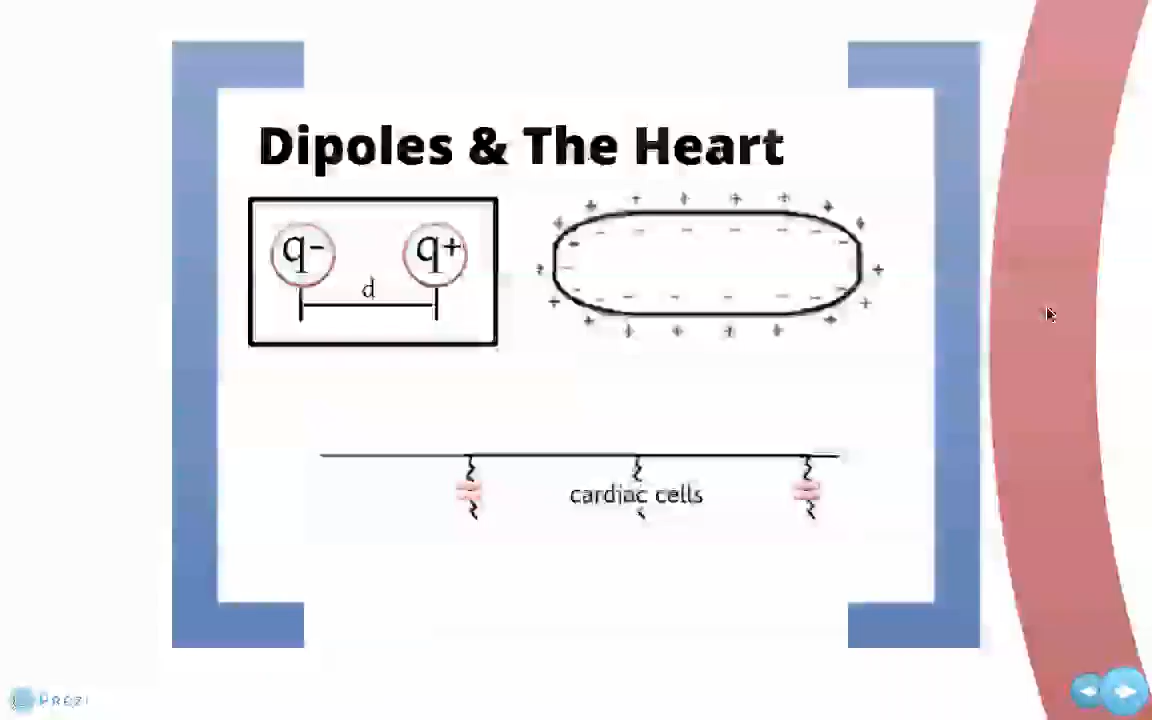 Dipoles & The Heart
q- q+
d
cardiac cells
Prezi